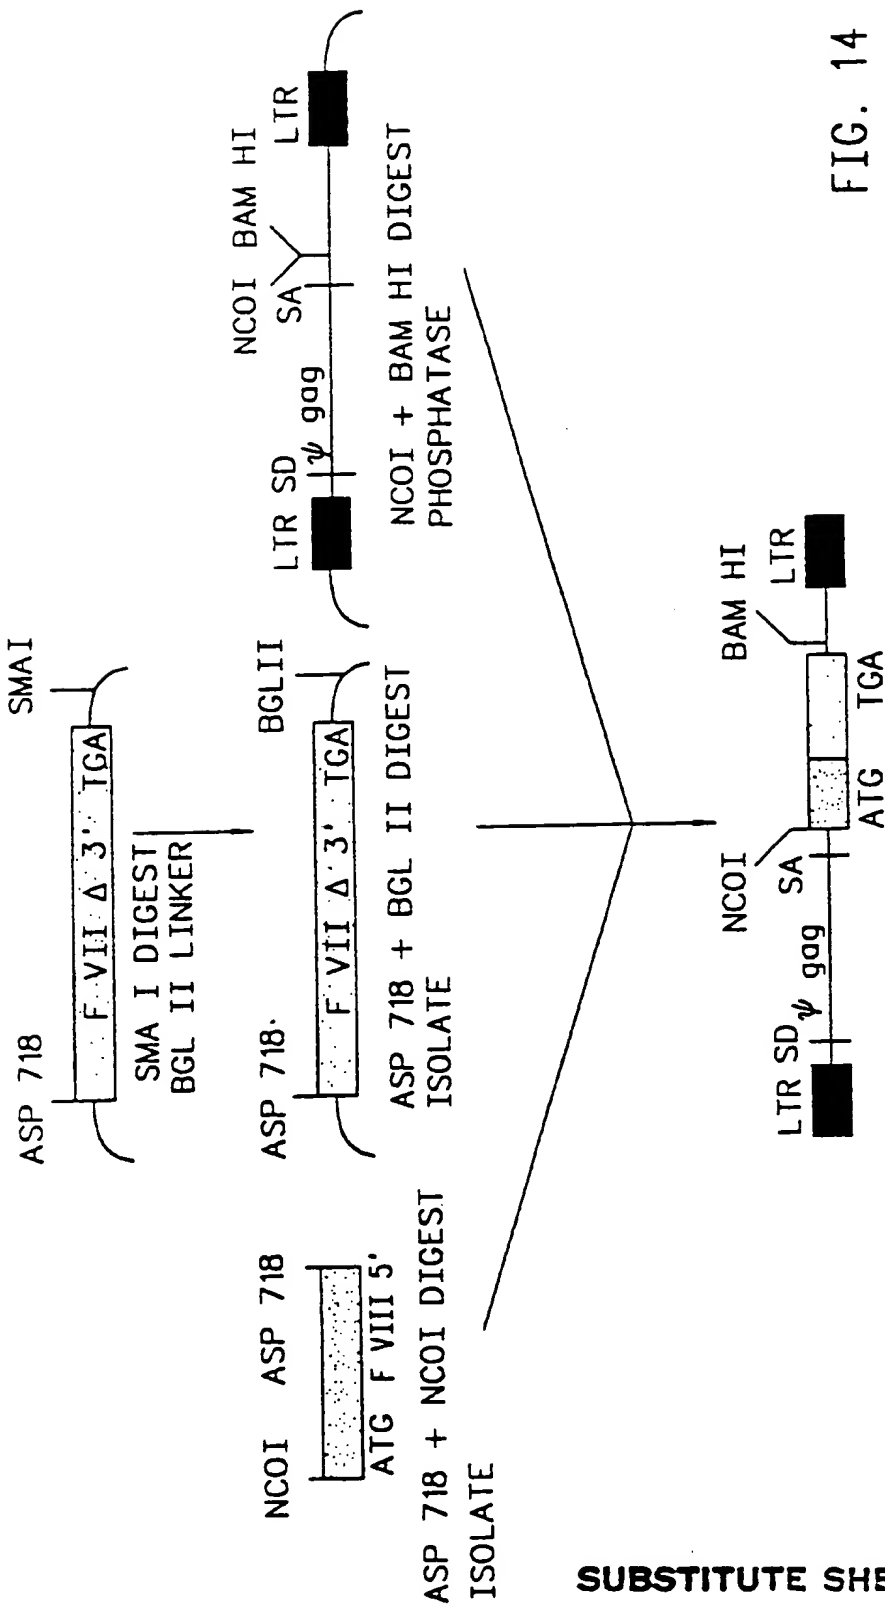 ASP 718
SMAI
F VII Δ 3' TGA
SMA I DIGEST
BGL II LINKER
NCOI ASP 718
ATG F VIII 5'
ASP 718 + NCOI DIGEST
ISOLATE
ASP 718.
BGLII
F VII Δ 3' TGA
ASP 718 + BGL II DIGEST
ISOLATE
NCOI BAM HI
LTR SD ψ gag SA LTR
NCOI + BAM HI DIGEST
PHOSPHATASE
NCOI BAM HI
LTR SD ψ gag SA LTR
ATG TGA
FIG. 14
SUBSTITUTE